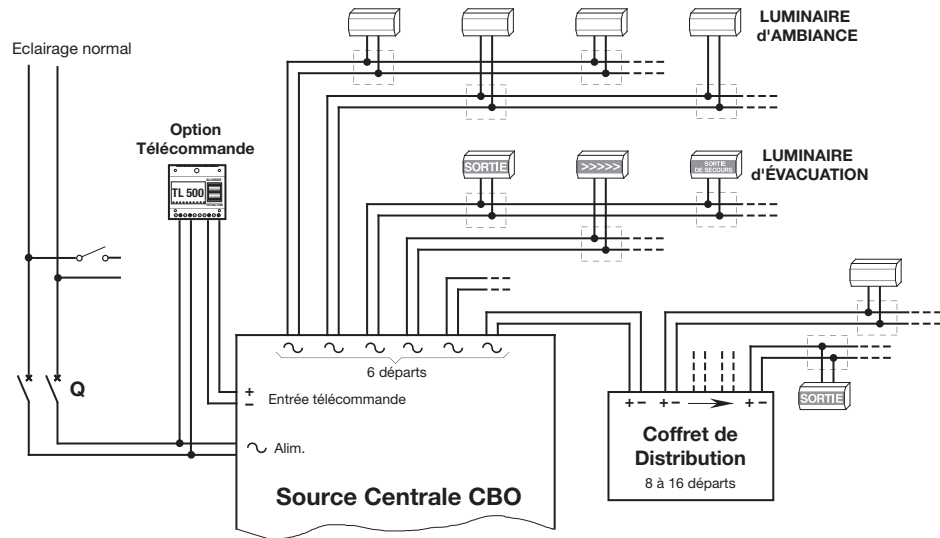 LUMINAIRE
d'AMBIANCE
Eclairage normal
Option
Télécommande
TL 500
SORTIE
>>>>>
SORTIE
DE SECOURS
LUMINAIRE
d'ÉVACUATION
6 départs
Q
+
−
Entrée télécommande
Alim.
Source Centrale CBO
+ − + − + −
Coffret de
Distribution
8 à 16 départs
SORTIE